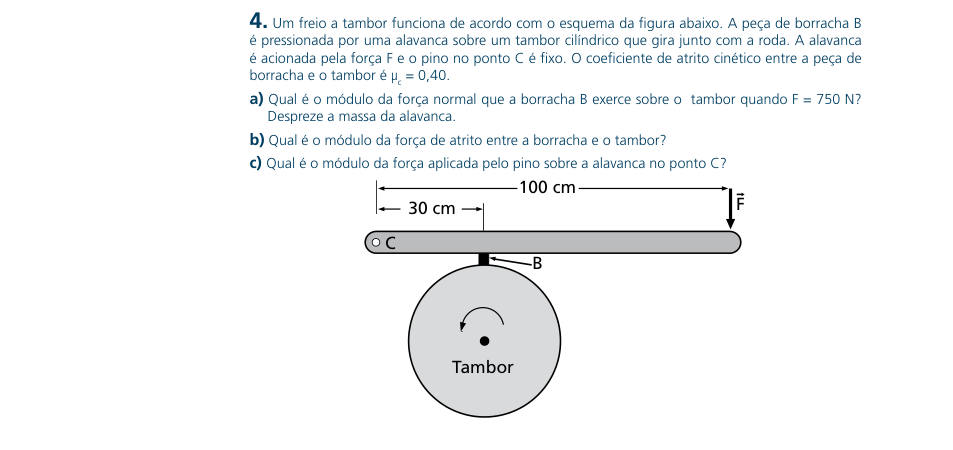 4. Um freio a tambor funciona de acordo com o esquema da figura abaixo. A peça de borracha B
é pressionada por uma alavanca sobre um tambor cilíndrico que gira junto com a roda. A alavanca
é acionada pela força F e o pino no ponto C é fixo. O coeficiente de atrito cinético entre a peça de
borracha e o tambor é μc = 0,40.
a) Qual é o módulo da força normal que a borracha B exerce sobre o tambor quando F = 750 N?
Despreze a massa da alavanca.
b) Qual é o módulo da força de atrito entre a borracha e o tambor?
c) Qual é o módulo da força aplicada pelo pino sobre a alavanca no ponto C?
100 cm
30 cm
F
C
B
Tambor